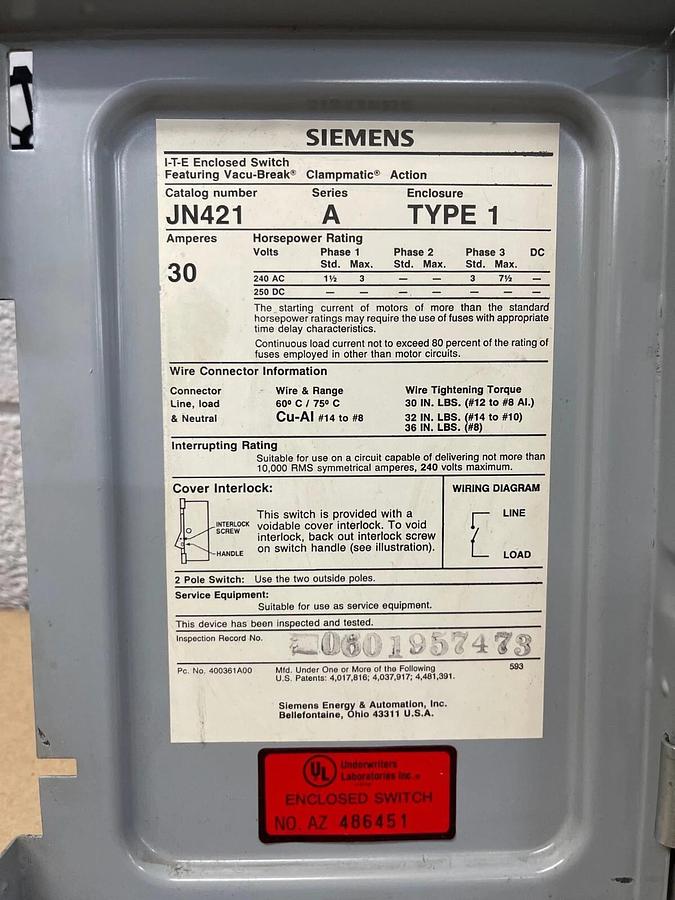 SIEMENS
I-T-E Enclosed Switch
Featuring Vacu-Break® Clampmatic® Action
Catalog number Series Enclosure
JN421 A TYPE 1
Amperes Horsepower Rating
Volts Phase 1 Phase 2 Phase 3 DC
Std. Max. Std. Max. Std. Max.
30
240 AC 1½ 3 — — 3 7½ —
250 DC — — — — — — —
The starting current of motors of more than the standard
horsepower ratings may require the use of fuses with appropriate
time delay characteristics.
Continuous load current not to exceed 80 percent of the rating of
fuses employed in other than motor circuits.
Wire Connector Information
Connector Wire & Range Wire Tightening Torque
Line, load 60° C / 75° C 30 IN. LBS. (#12 to #8 Al.)
& Neutral Cu-Al #14 to #8 32 IN. LBS. (#14 to #10)
36 IN. LBS. (#8)
Interrupting Rating
Suitable for use on a circuit capable of delivering not more than
10,000 RMS symmetrical amperes, 240 volts maximum.
Cover Interlock:
INTERLOCK
SCREW
HANDLE
This switch is provided with a
voidable cover interlock. To void
interlock, back out interlock screw
on switch handle (see illustration).
WIRING DIAGRAM
LINE
LOAD
2 Pole Switch: Use the two outside poles.
Service Equipment:
Suitable for use as service equipment.
This device has been inspected and tested.
Inspection Record No. 0601957473
Pc. No. 400361A00 Mfd. Under One or More of the Following 593
U.S. Patents: 4,017,816; 4,037,917; 4,481,391.
Siemens Energy & Automation, Inc.
Bellefontaine, Ohio 43311 U.S.A.
UL Underwriters
Laboratories Inc.®
ENCLOSED SWITCH
NO. AZ 486451